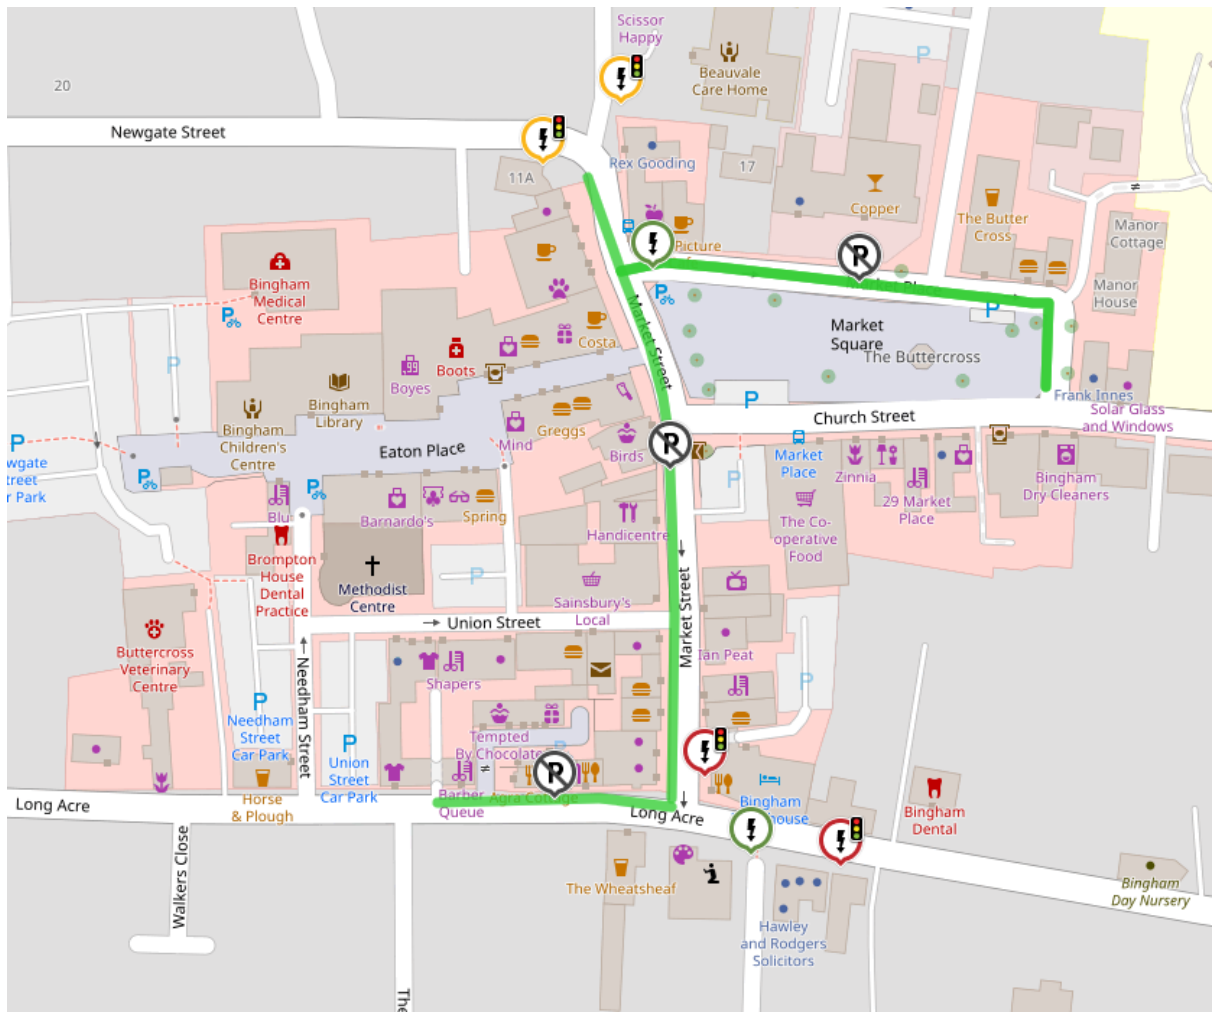 Scissor
Happy
20
Beauvale
Care Home
Newgate Street
Rex Gooding
17
11A
Copper
The Butter
Cross
Manor
Cottage
Picture
Bingham
Medical
Centre
Market Place
Manor
House
Market Street
Market
Square
The Buttercross
Costa
Boots
Boyes
Bingham
Library
Frank Innes
Solar Glass
and Windows
Church Street
Bingham
Children's
Centre
Eaton Place
Mind
Greggs
Birds
Market
Place
Zinnia
29 Market
Place
Bingham
Dry Cleaners
Car Park
Blu
Barnardo's
Spring
Handicentre
The Co-
operative
Food
Brompton
House
Dental
Practice
Methodist
Centre
Sainsbury's
Local
Union Street
Market Street
Ian Peat
Buttercross
Veterinary
Centre
Needham Street
Shapers
Needham
Street
Car Park
Union
Street
Car Park
Tempted
By Chocolate
Long Acre
Horse
& Plough
Barber
Queue
Agra Cottage
Long Acre
Bingham
house
Bingham
Dental
Walkers Close
The Wheatsheaf
Bingham
Day Nursery
Hawley
and Rodgers
Solicitors
The